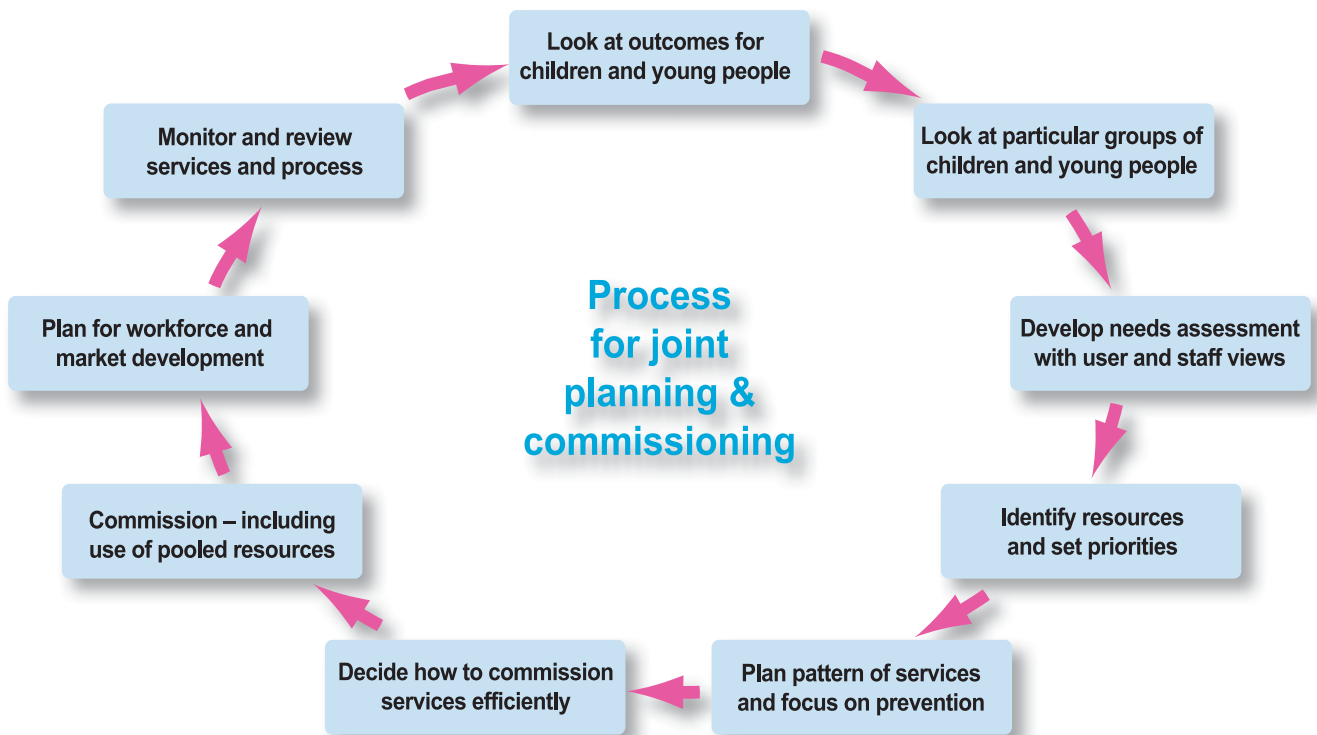 Look at outcomes for
children and young people
Look at particular groups of
children and young people
Develop needs assessment
with user and staff views
Identify resources
and set priorities
Plan pattern of services
and focus on prevention
Decide how to commission
services efficiently
Commission – including
use of pooled resources
Plan for workforce and
market development
Monitor and review
services and process
Process
for joint
planning &
commissioning